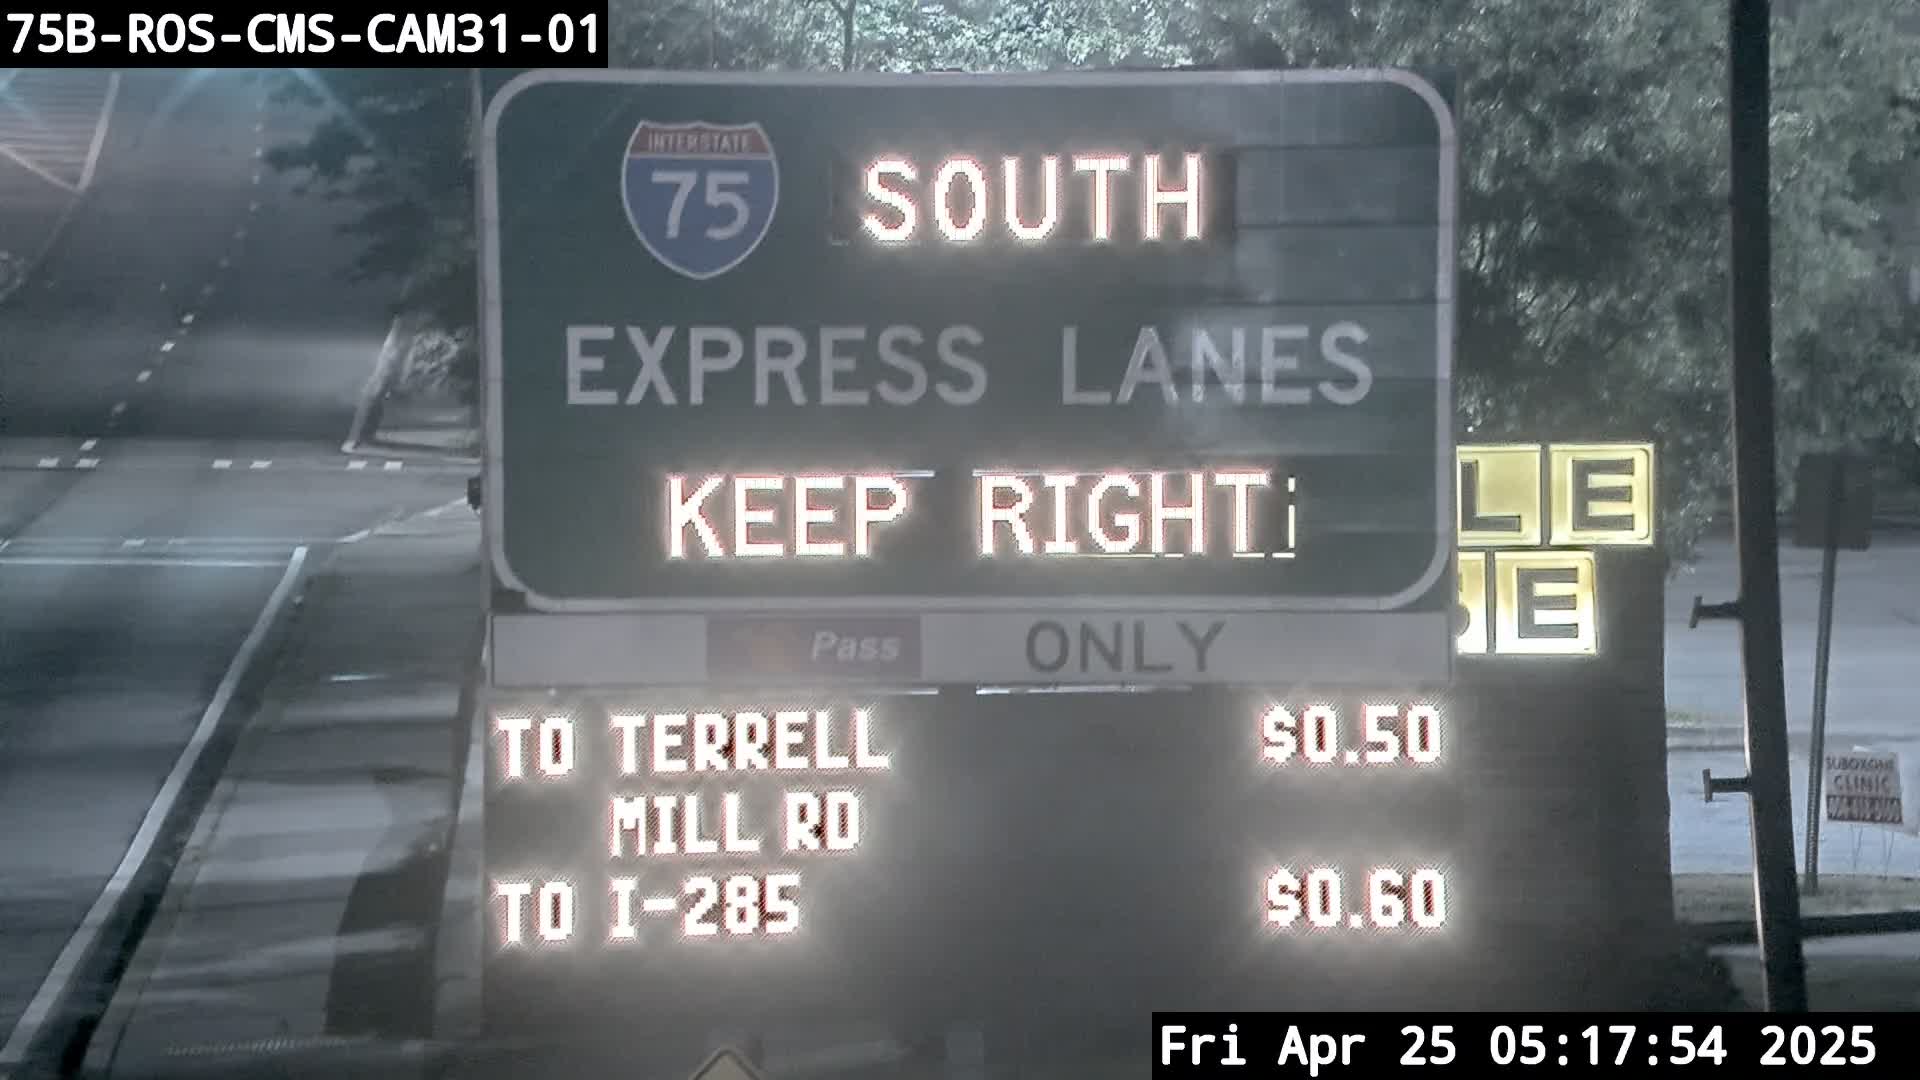 75B-ROS-CMS-CAM31-01
INTERSTATE
75
SOUTH
EXPRESS LANES
KEEP RIGHT
Pass ONLY
TO TERRELL $0.50
MILL RD
TO I-285 $0.60
LE
E
SUBOXONE
CLINIC
Fri Apr 25 05:17:54 2025